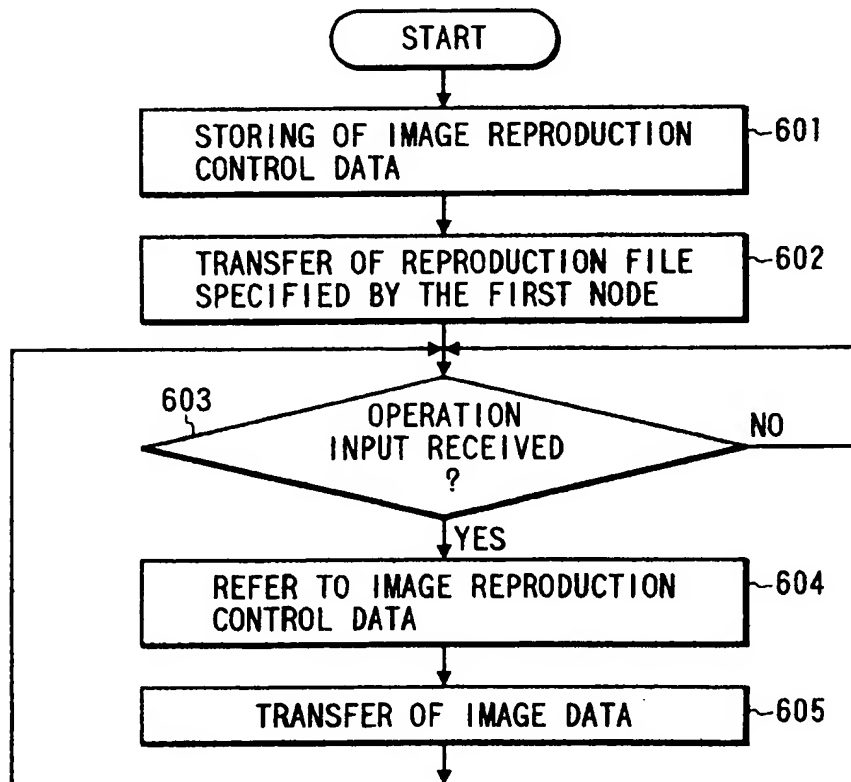 START
STORING OF IMAGE REPRODUCTION
CONTROL DATA
601
TRANSFER OF REPRODUCTION FILE
SPECIFIED BY THE FIRST NODE
602
603
OPERATION
INPUT RECEIVED
?
NO
YES
REFER TO IMAGE REPRODUCTION
CONTROL DATA
604
TRANSFER OF IMAGE DATA
605